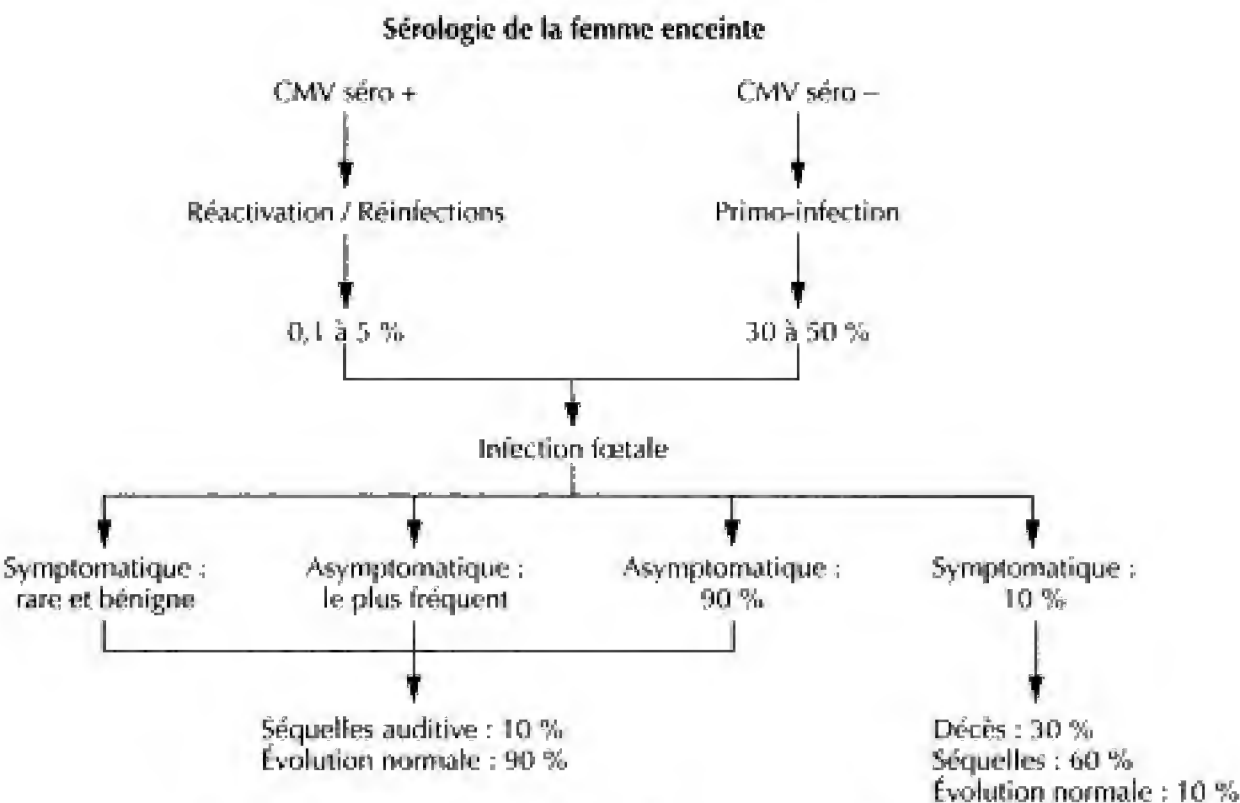 Sérologie de la femme enceinte
CMV séro +
CMV séro –
Réactivation / Réinfections
Primo-infection
0,1 à 5 %
30 à 50 %
Infection fœtale
Symptomatique :
rare et bénigne
Asymptomatique :
le plus fréquent
Asymptomatique :
90 %
Symptomatique :
10 %
Séquelles auditive : 10 %
Évolution normale : 90 %
Décès : 30 %
Séquelles : 60 %
Évolution normale : 10 %